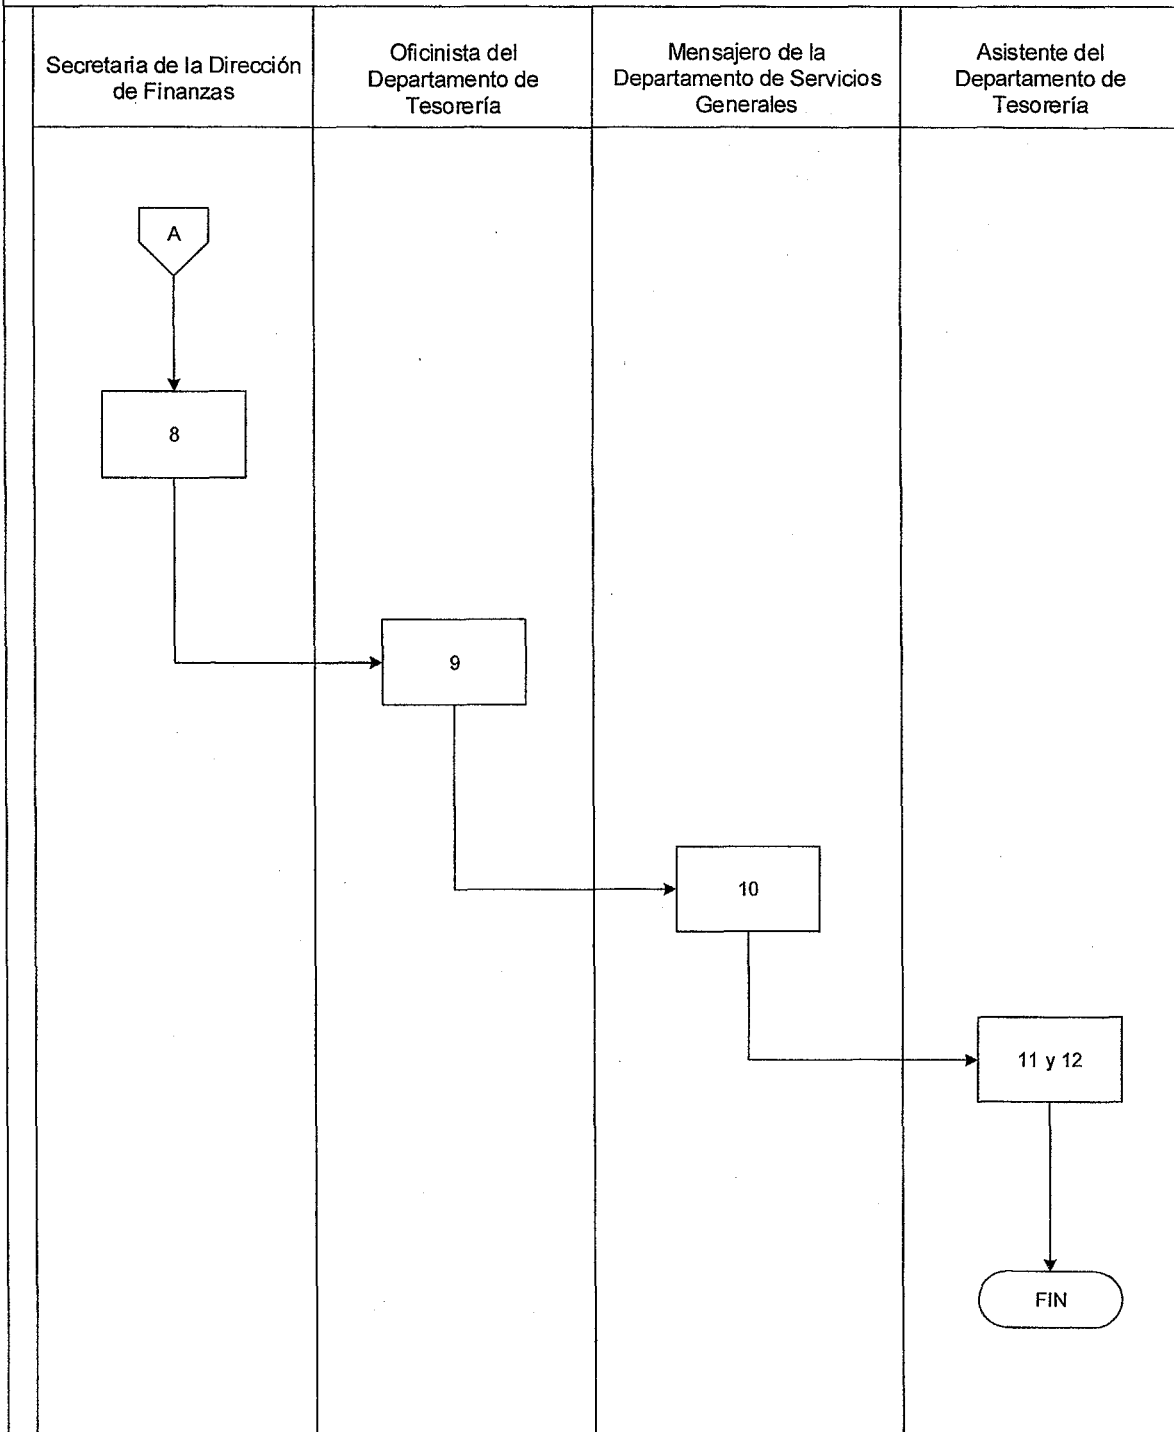 Secretaria de la Dirección
de Finanzas
Oficinista del
Departamento de
Tesorería
Mensajero de la
Departamento de Servicios
Generales
Asistente del
Departamento de
Tesorería
A
8
9
10
11 y 12
FIN